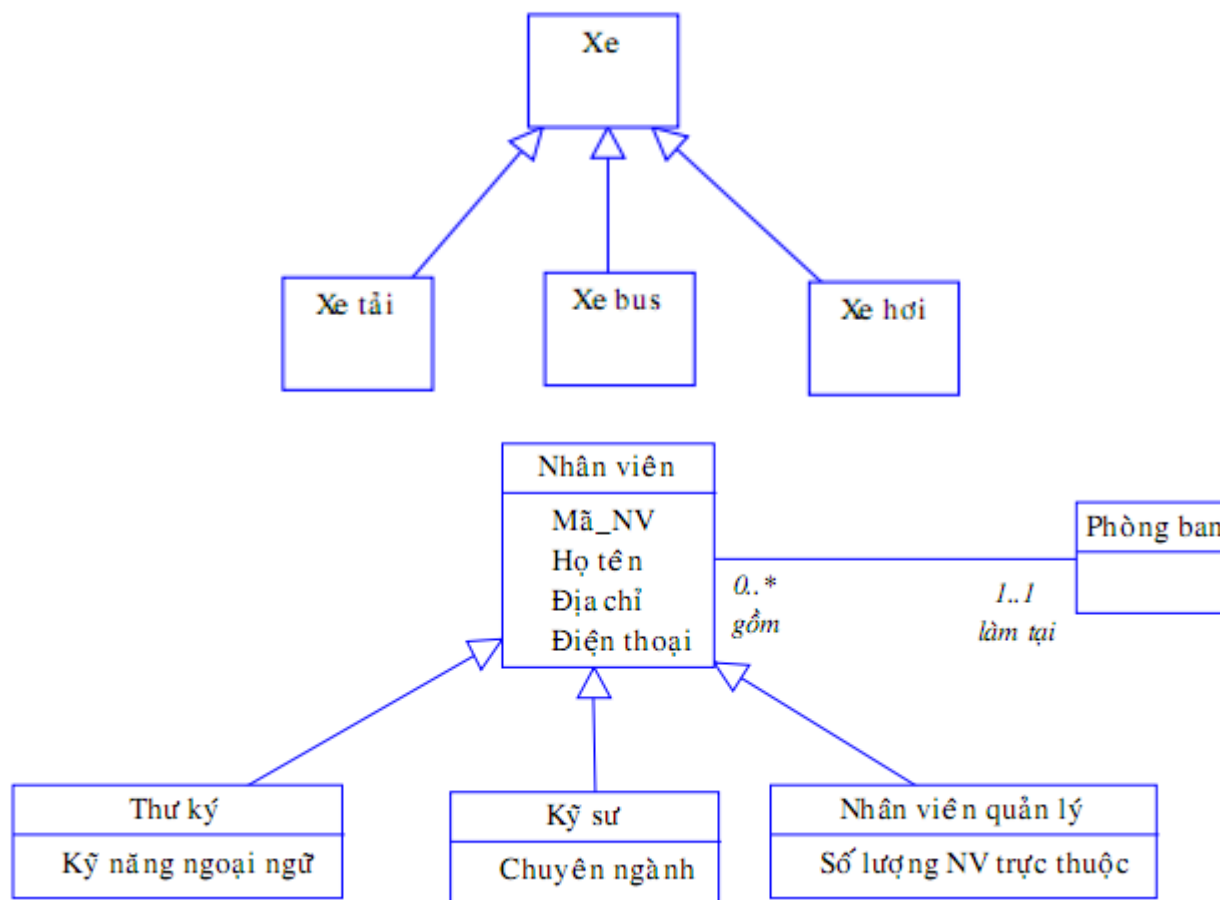 Xe
Xe tải
Xe bus
Xe hơi
Nhân viên
Mã_NV
Họ tên
Địa chỉ
Điện thoại
0..*
gồm
1..1
làm tại
Phòng ban
Thư ký
Kỹ năng ngoại ngữ
Kỹ sư
Chuyên ngành
Nhân viên quản lý
Số lượng NV trực thuộc